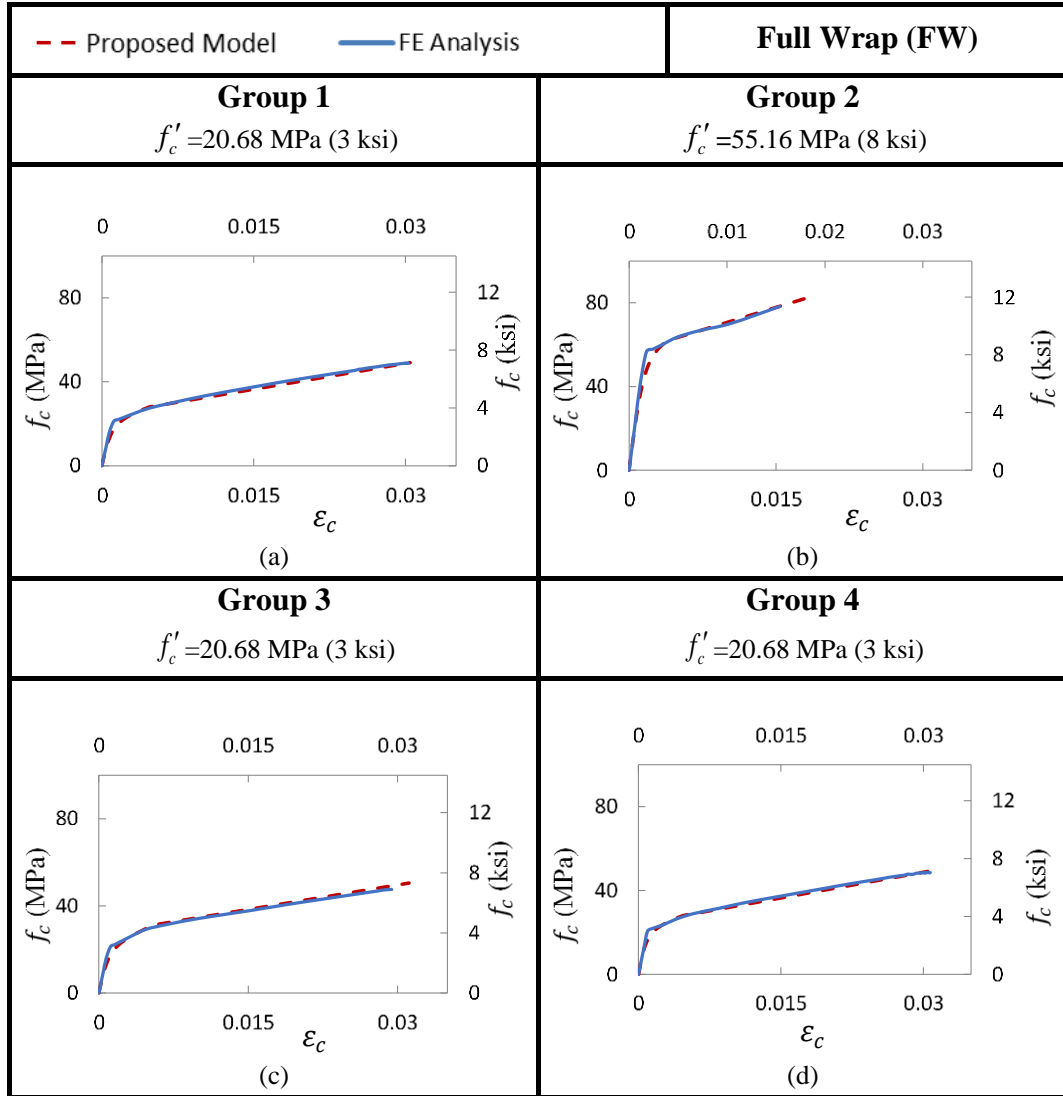 Proposed Model FE Analysis Full Wrap (FW)
Group 1
f′c =20.68 MPa (3 ksi)
Group 2
f′c =55.16 MPa (8 ksi)
0 0.015 0.03
80
40
0
fc (MPa)
12
8
4
0
fc (ksi)
0 0.015 0.03
εc
(a)
0 0.01 0.02 0.03
80
40
0
fc (MPa)
12
8
4
0
fc (ksi)
0 0.015 0.03
εc
(b)
Group 3
f′c =20.68 MPa (3 ksi)
Group 4
f′c =20.68 MPa (3 ksi)
0 0.015 0.03
80
40
0
fc (MPa)
12
8
4
0
fc (ksi)
0 0.015 0.03
εc
(c)
0 0.015 0.03
80
40
0
fc (MPa)
12
8
4
0
fc (ksi)
0 0.015 0.03
εc
(d)